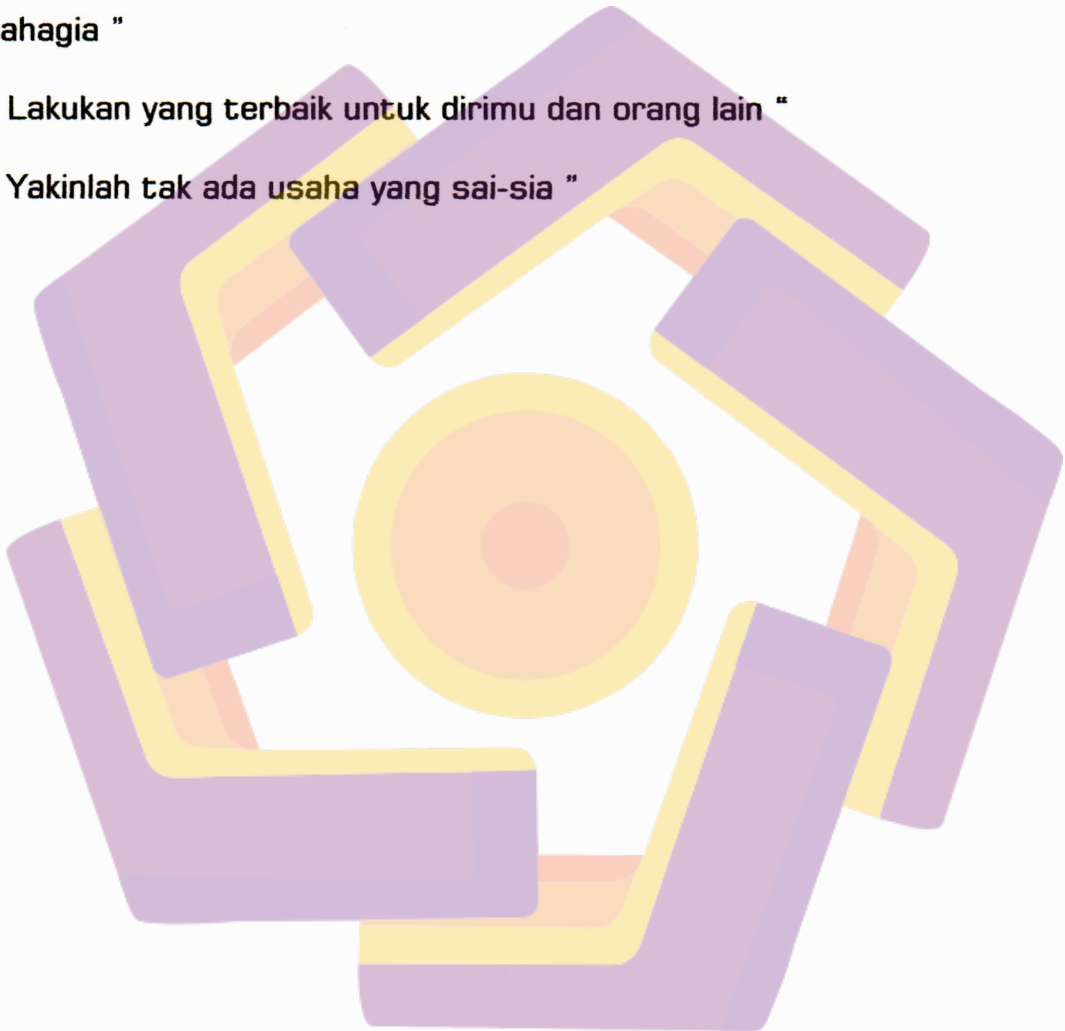 ahagia ”
Lakukan yang terbaik untuk dirimu dan orang lain “
Yakinlah tak ada usaha yang sai-sia ”